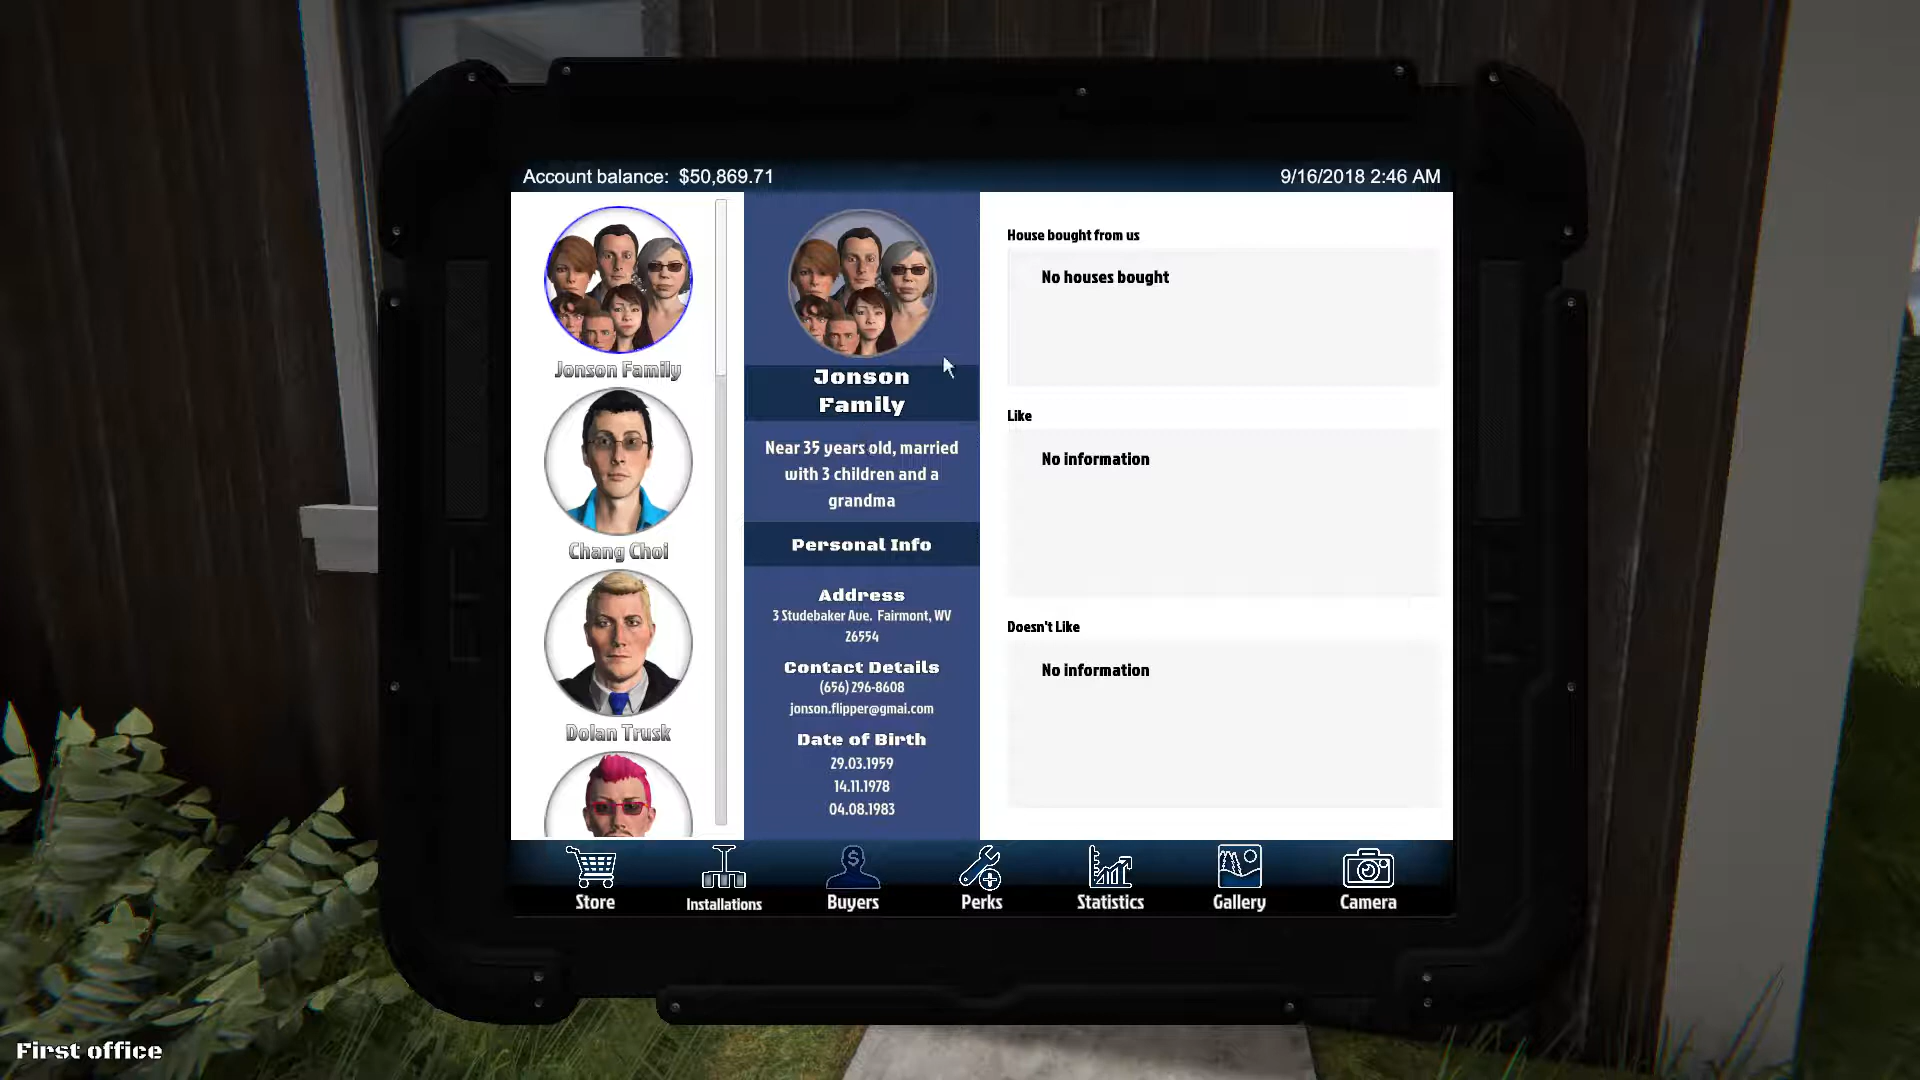 Account balance: $50,869.71
9/16/2018 2:46 AM
Jonson Family
Chang Choi
Dolan Trusk
Jonson
Family
Near 35 years old, married
with 3 children and a
grandma
Personal Info
Address
3 Studebaker Ave. Fairmont, WV
26554
Contact Details
(656) 296-8608
jonson.flipper@gmai.com
Date of Birth
29.03.1959
14.11.1978
04.08.1983
House bought from us
No houses bought
Like
No information
Doesn't Like
No information
Store
Installations
Buyers
Perks
Statistics
Gallery
Camera
First office